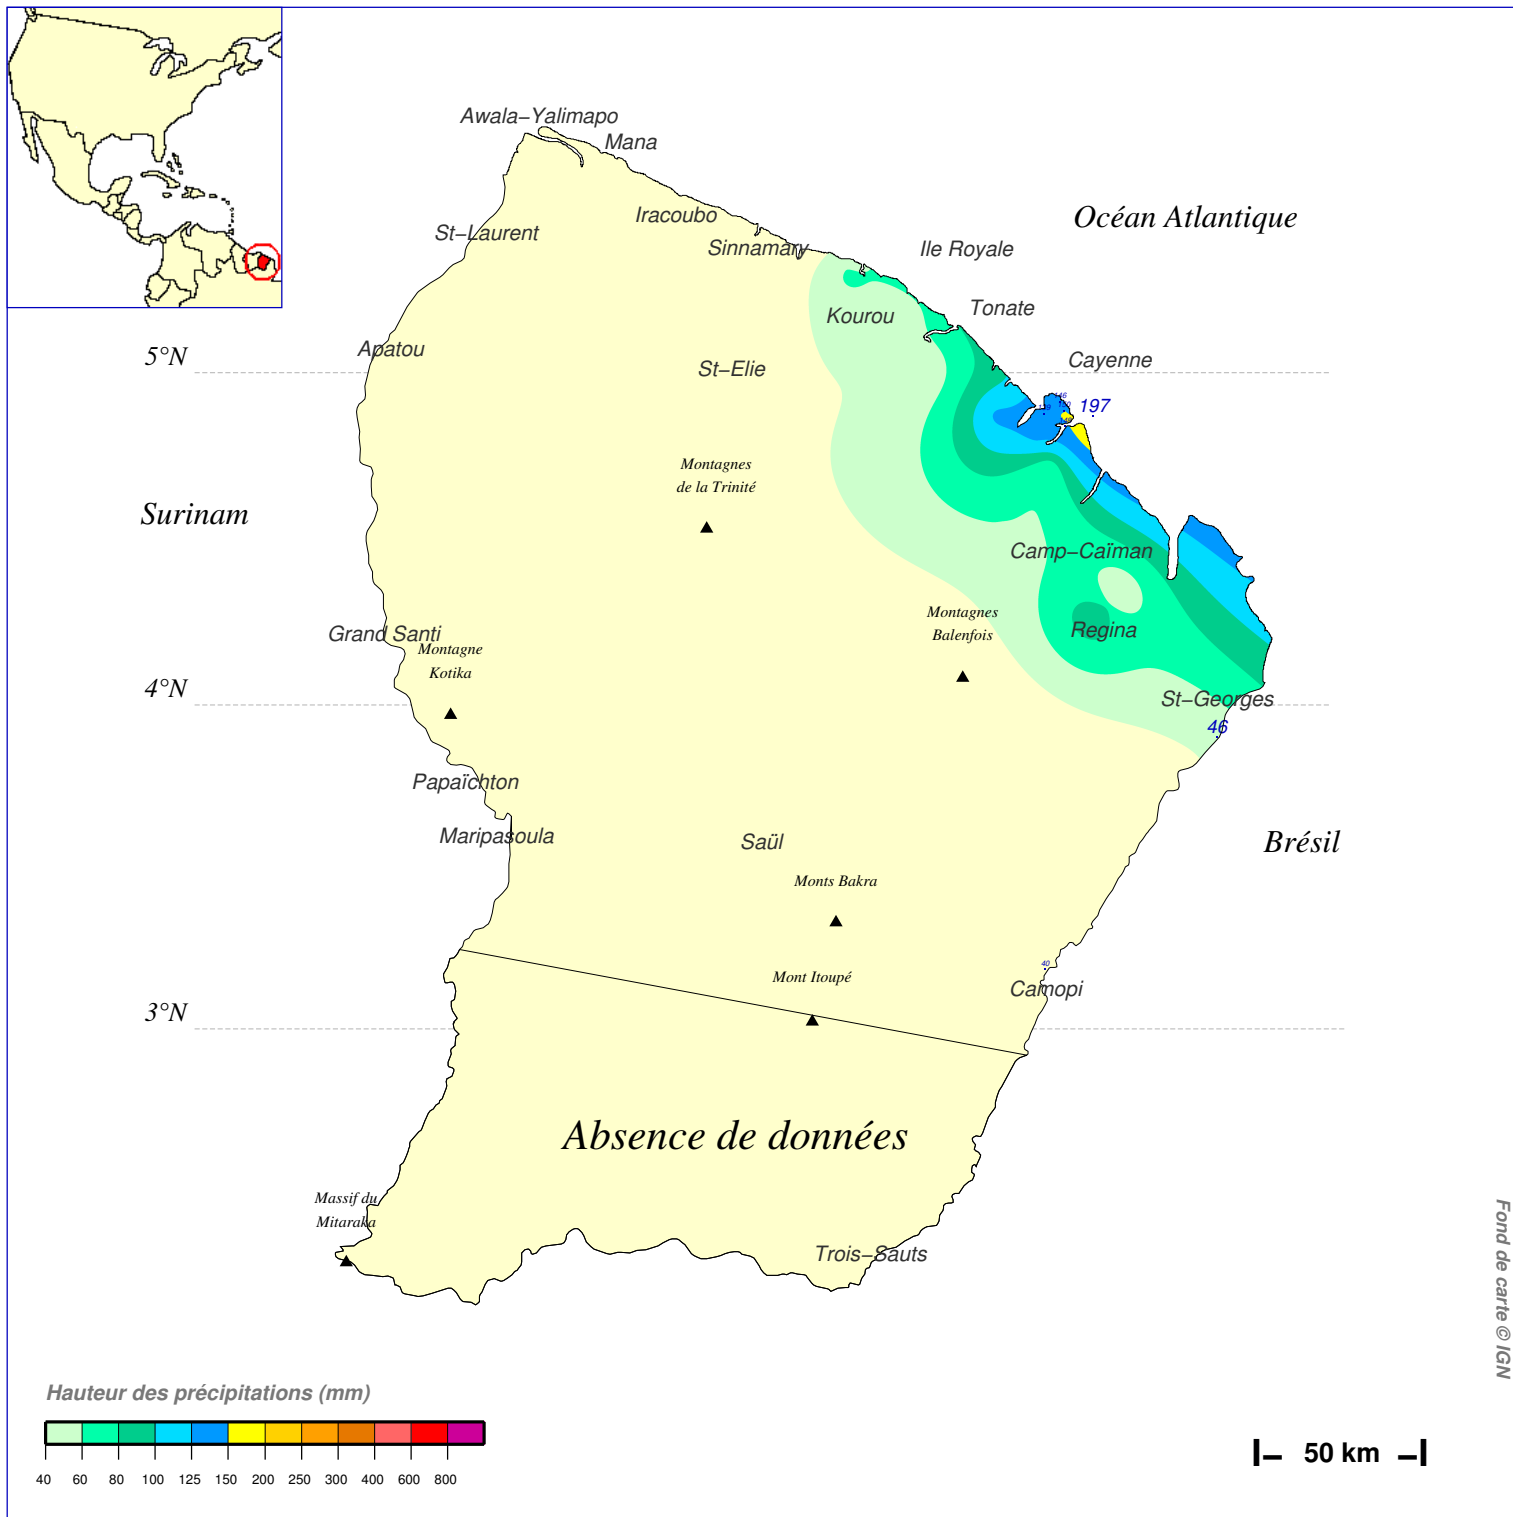 Awala−Yalimapo
Mana
Iracoubo
St−Laurent
Sinnamary
Ile Royale
Océan Atlantique
Kourou
Tonate
5°N
Apatou
St−Elie
Cayenne
146
197
Montagnes
de la Trinité
Surinam
Camp−Caïman
Montagnes
Balenfois
Regina
Grand Santi
Montagne
Kotika
4°N
St−Georges
46
Papaïchton
Maripasoula
Saül
Brésil
Monts Bakra
Mont Itoupé
40
Camopi
3°N
Absence de données
Massif du
Mitaraka
Trois−Sauts
Fond de carte © IGN
Hauteur des précipitations (mm)
40 60 80 100 125 150 200 250 300 400 600 800
50 km